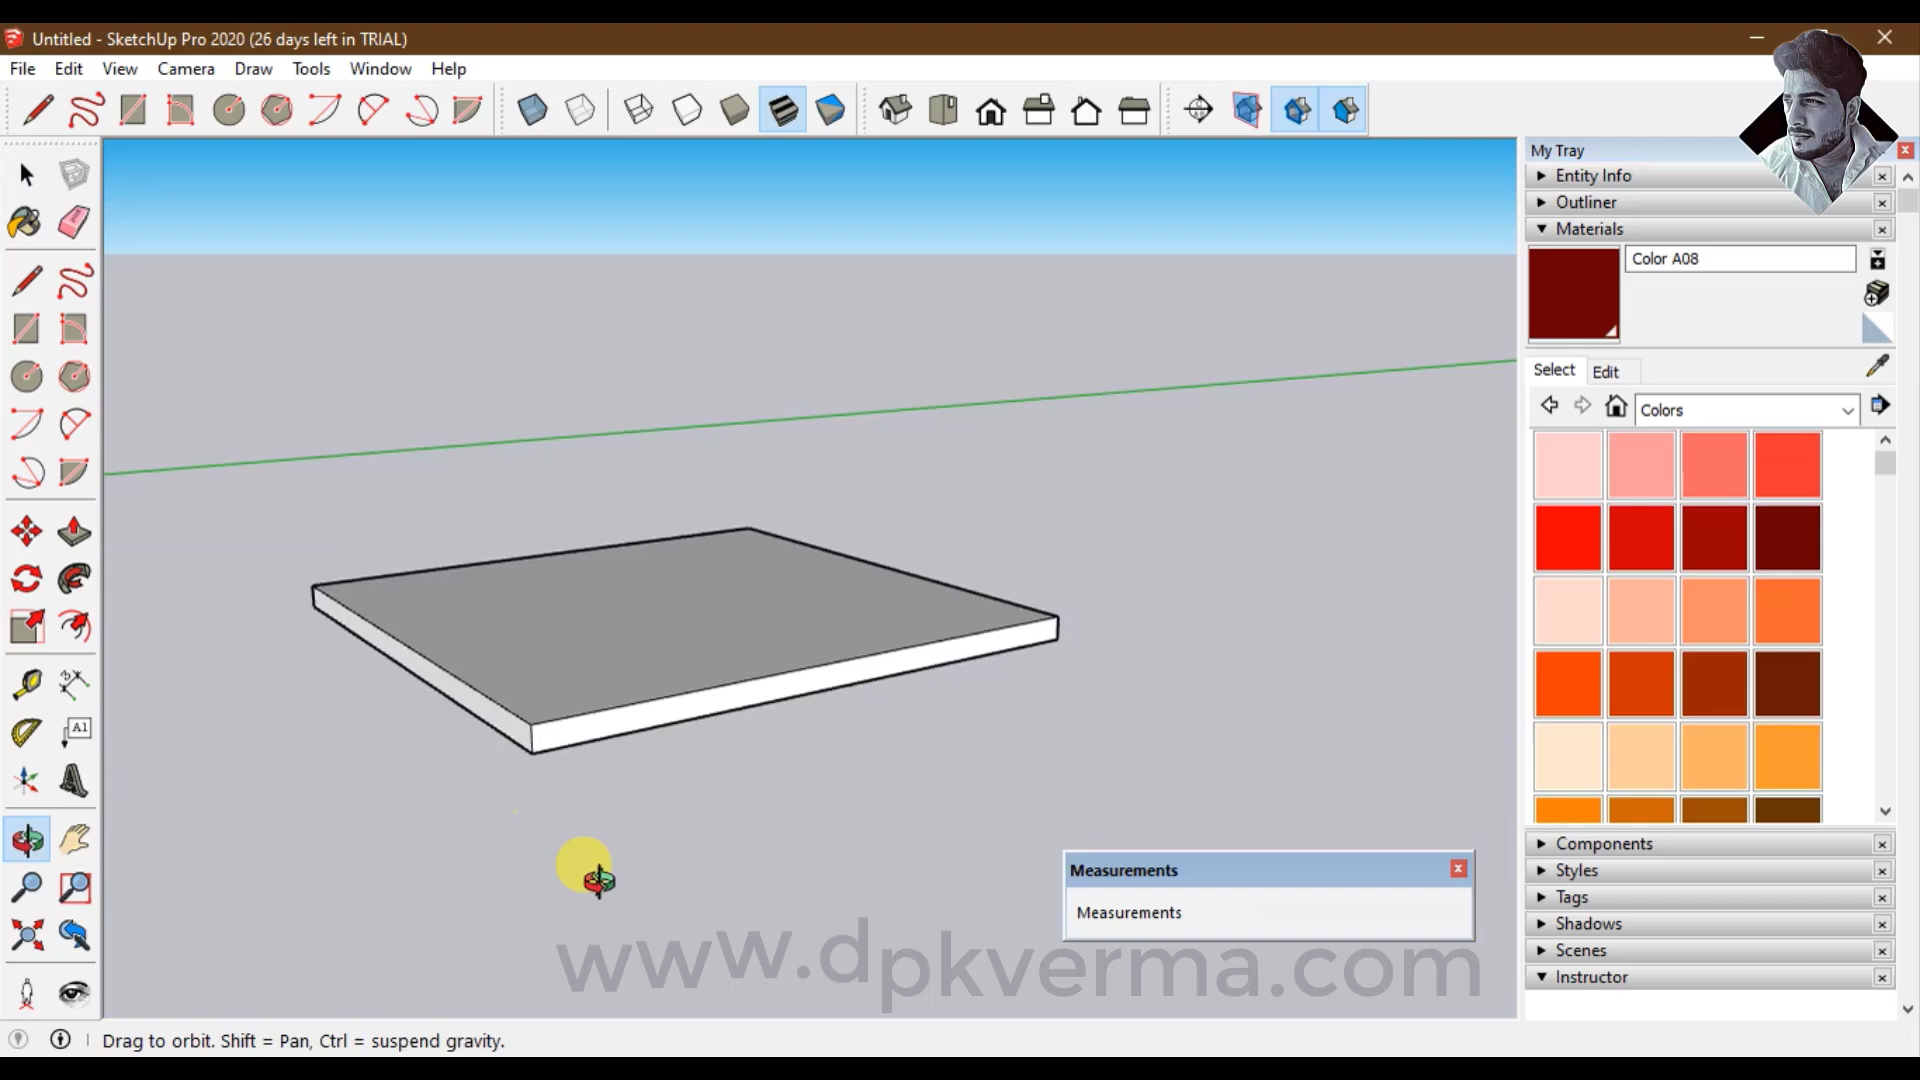 Untitled - SketchUp Pro 2020 (26 days left in TRIAL)
File Edit View Camera Draw Tools Window Help
My Tray
Entity Info
Outliner
Materials
Color A08
Select Edit
Colors
A1
Components
Styles
Tags
Shadows
Scenes
Instructor
Measurements
Measurements
www.dpkverma.com
Drag to orbit. Shift = Pan, Ctrl = suspend gravity.